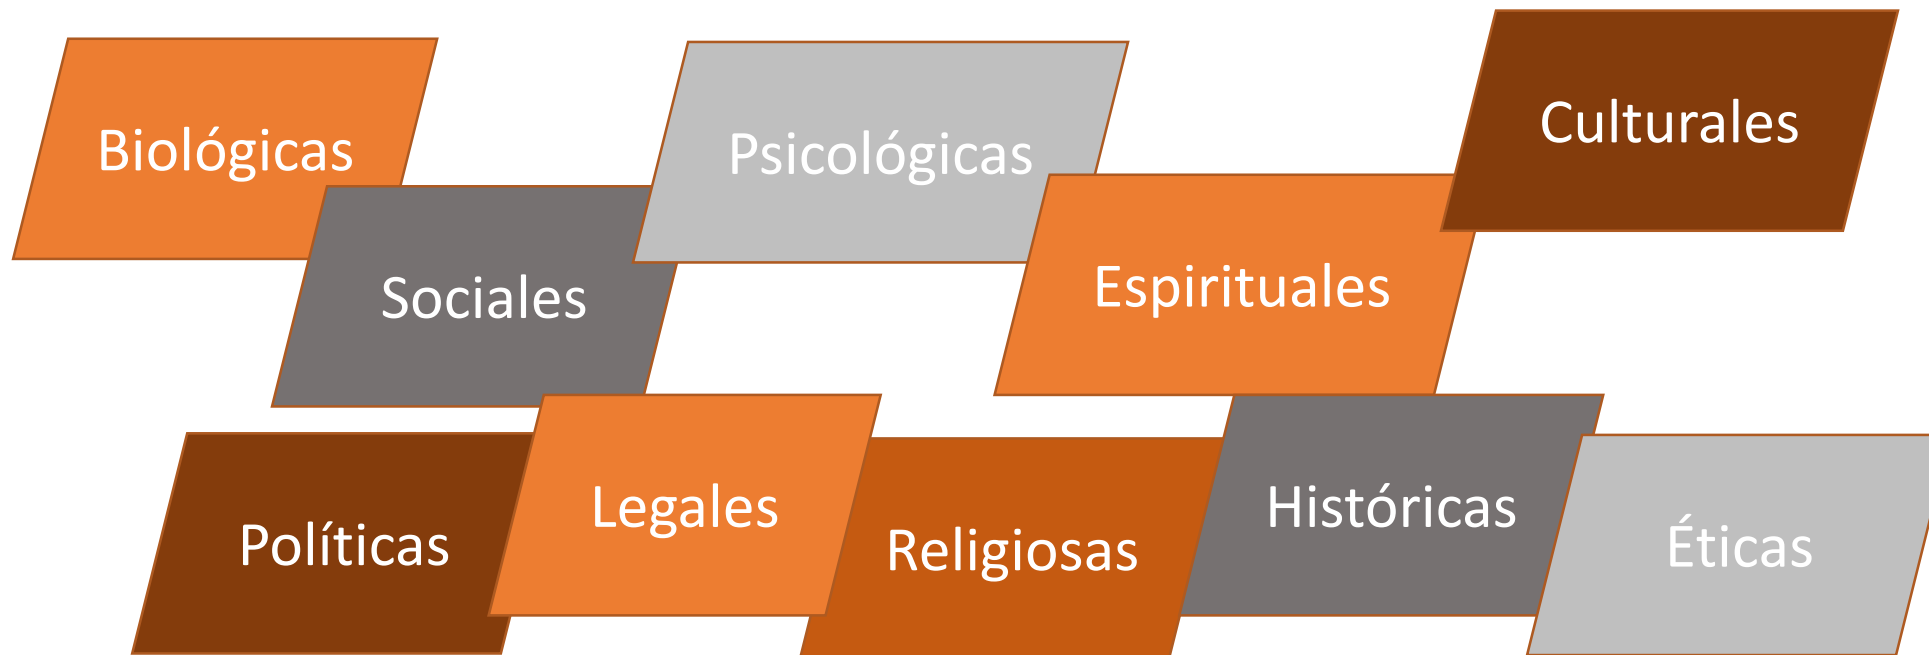 Biológicas
Sociales
Psicológicas
Espirituales
Culturales
Políticas
Legales
Religiosas
Históricas
Éticas